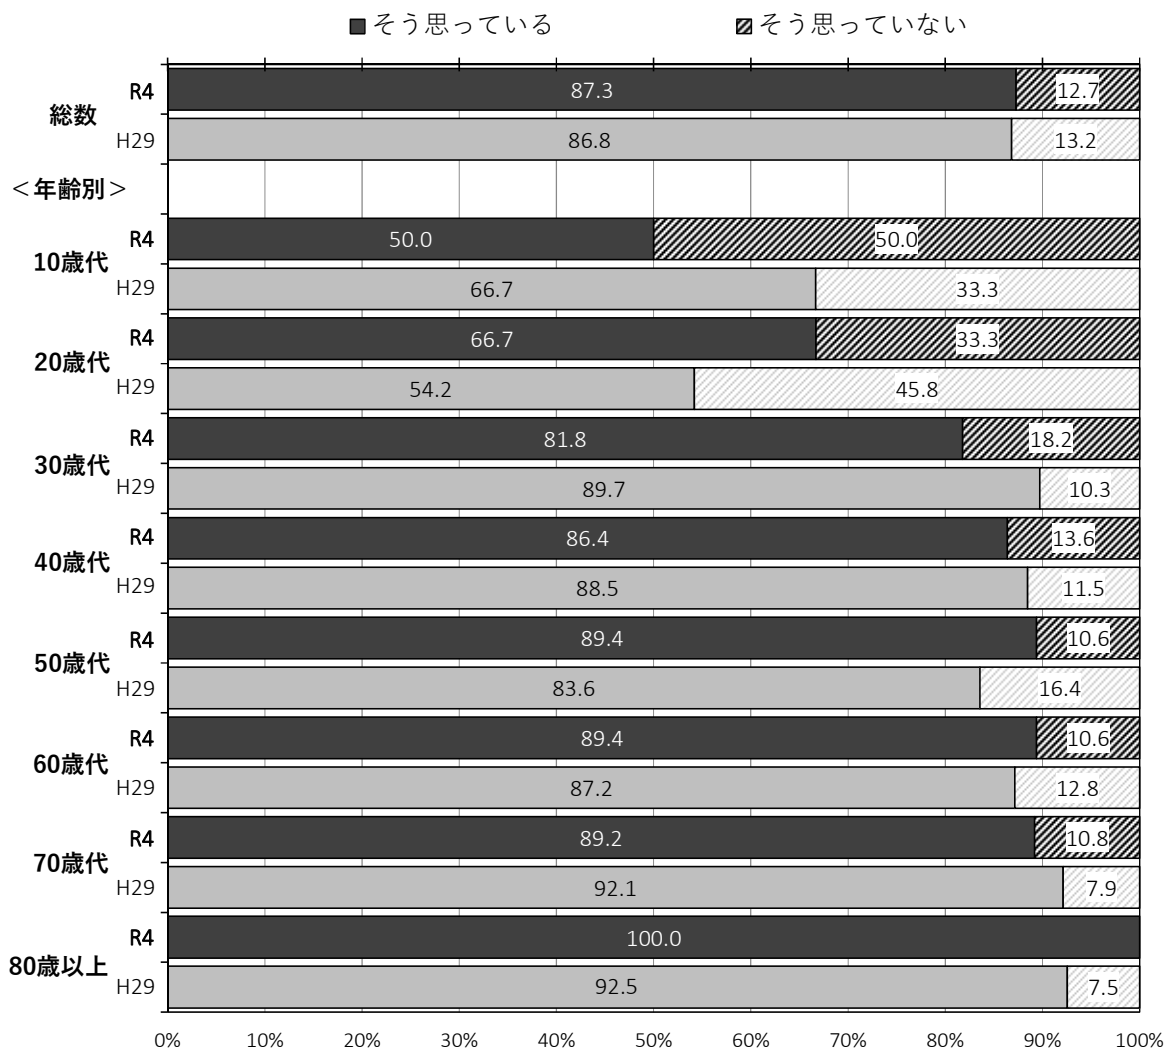 そう思っている そう思っていない
総数
R4 87.3 12.7
H29 86.8 13.2
＜年齢別＞
10歳代
R4 50.0 50.0
H29 66.7 33.3
20歳代
R4 66.7 33.3
H29 54.2 45.8
30歳代
R4 81.8 18.2
H29 89.7 10.3
40歳代
R4 86.4 13.6
H29 88.5 11.5
50歳代
R4 89.4 10.6
H29 83.6 16.4
60歳代
R4 89.4 10.6
H29 87.2 12.8
70歳代
R4 89.2 10.8
H29 92.1 7.9
80歳以上
R4 100.0
H29 92.5 7.5
0% 10% 20% 30% 40% 50% 60% 70% 80% 90% 100%